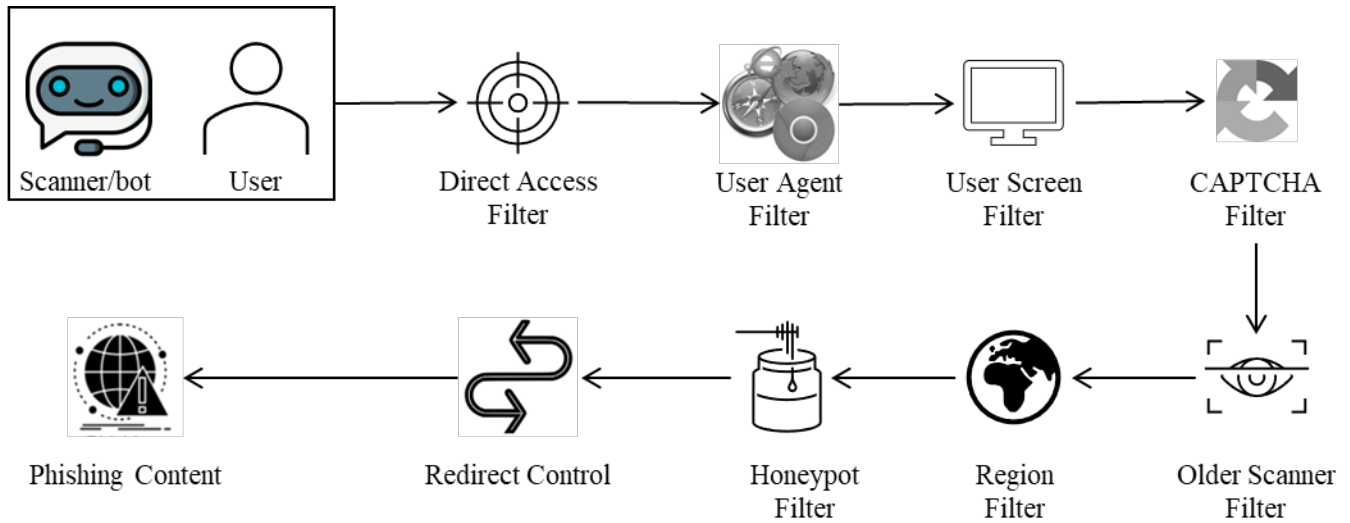 Scanner/bot
User
Direct Access
Filter
User Agent
Filter
User Screen
Filter
CAPTCHA
Filter
Phishing Content
Redirect Control
Honeypot
Filter
Region
Filter
Older Scanner
Filter